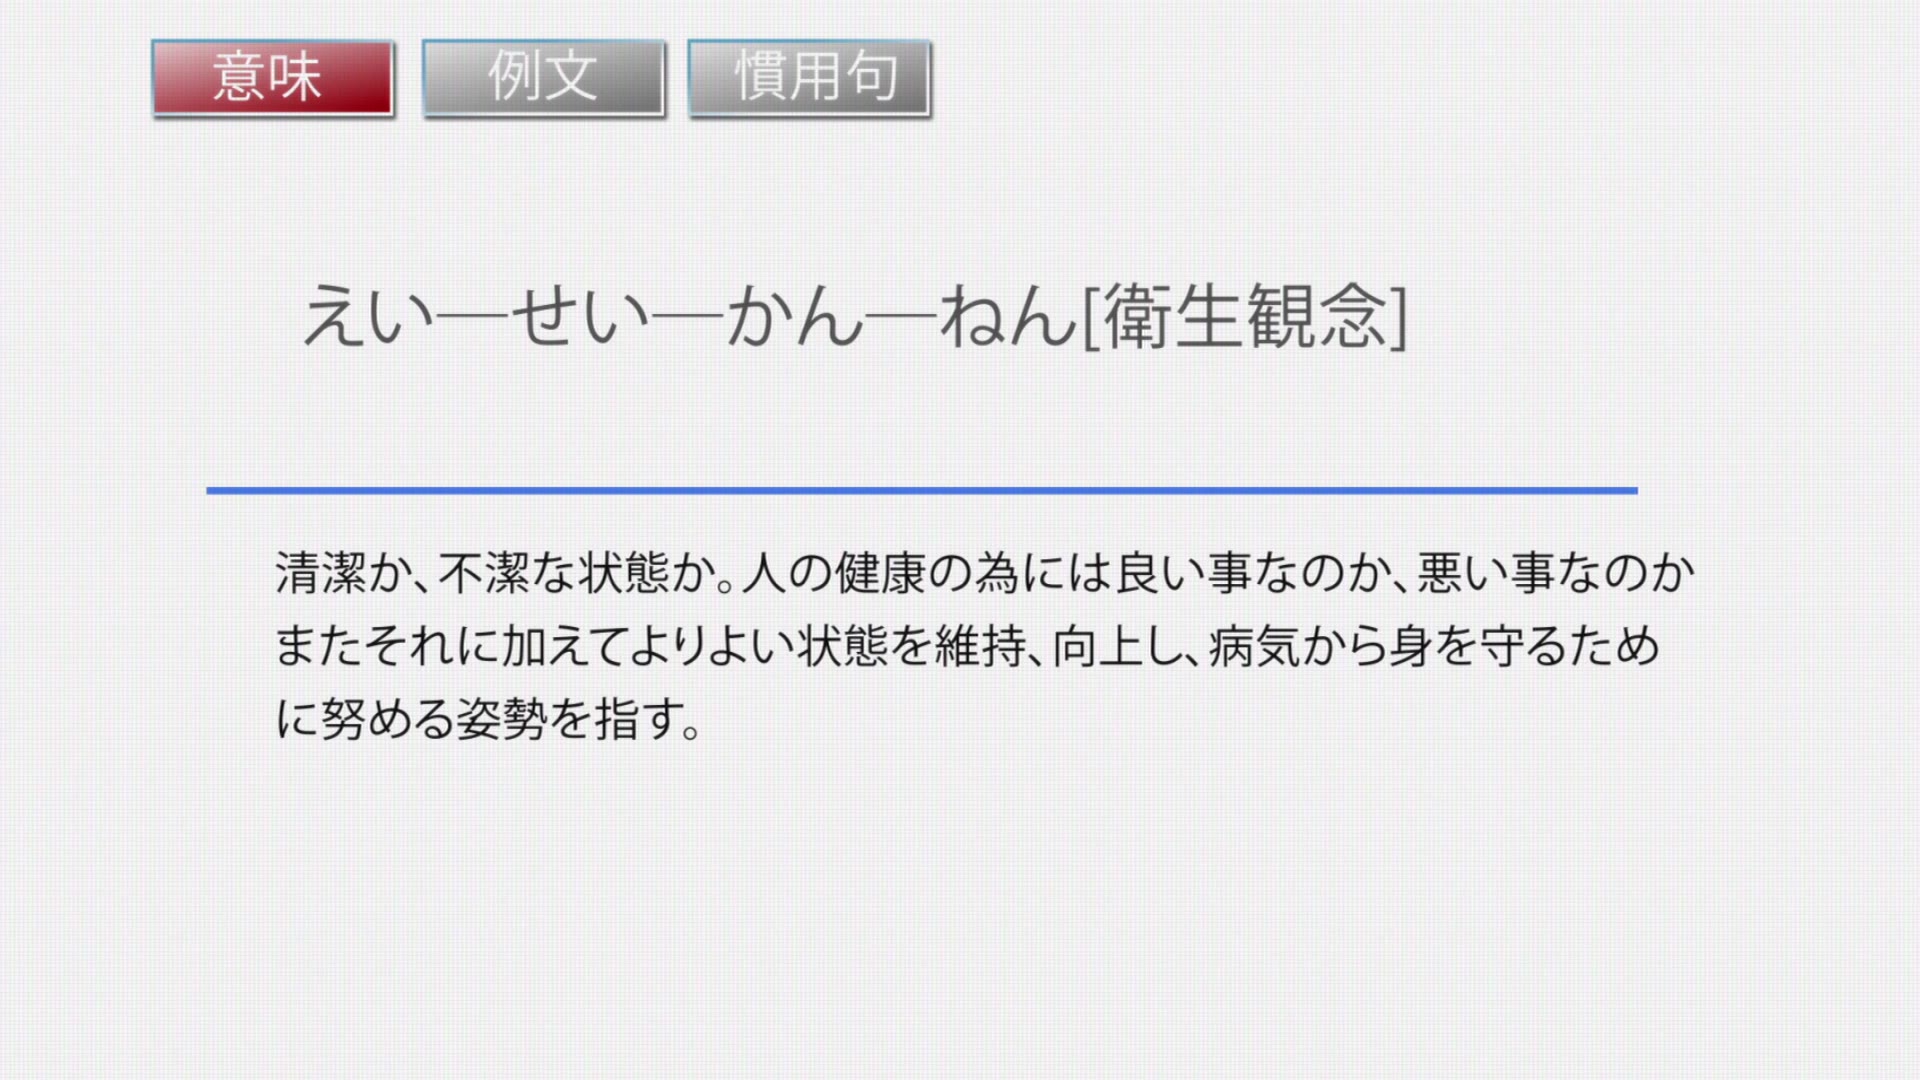 意味 例文 慣用句
えい―せい―かん―ねん[衛生観念]
清潔か、不潔な状態か。人の健康の為には良い事なのか、悪い事なのか
またそれに加えてよりよい状態を維持、向上し、病気から身を守るため
に努める姿勢を指す。